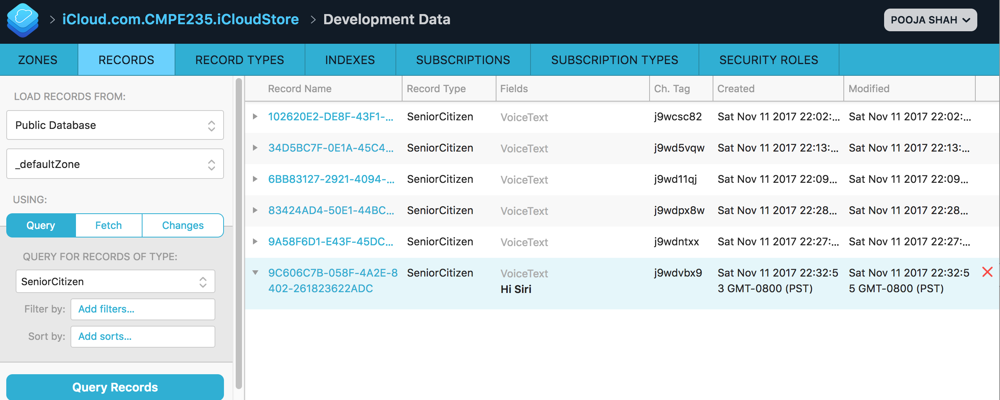 iCloud.com.CMPE235.iCloudStore > Development Data
POOJA SHAH
ZONES RECORDS RECORD TYPES INDEXES SUBSCRIPTIONS SUBSCRIPTION TYPES SECURITY ROLES
LOAD RECORDS FROM:
Public Database
_defaultZone
USING:
Query Fetch Changes
QUERY FOR RECORDS OF TYPE:
SeniorCitizen
Filter by: Add filters...
Sort by: Add sorts...
Query Records
Record Name Record Type Fields Ch. Tag Created Modified
102620E2-DE8F-43F1-... SeniorCitizen VoiceText j9wcsc82 Sat Nov 11 2017 22:02:... Sat Nov 11 2017 22:02:...
34D5BC7F-0E1A-45C4... SeniorCitizen VoiceText j9wd5vqw Sat Nov 11 2017 22:13:... Sat Nov 11 2017 22:13:...
6BB83127-2921-4094-... SeniorCitizen VoiceText j9wd11qj Sat Nov 11 2017 22:09... Sat Nov 11 2017 22:09...
83424AD4-50E1-44BC... SeniorCitizen VoiceText j9wdpx8w Sat Nov 11 2017 22:28... Sat Nov 11 2017 22:28...
9A58F6D1-E43F-45DC... SeniorCitizen VoiceText j9wdntxx Sat Nov 11 2017 22:27:... Sat Nov 11 2017 22:27:...
9C606C7B-058F-4A2E-8 SeniorCitizen VoiceText j9wdvbx9 Sat Nov 11 2017 22:32:5 Sat Nov 11 2017 22:32:5
402-261823622ADC Hi Siri 3 GMT-0800 (PST) 5 GMT-0800 (PST)